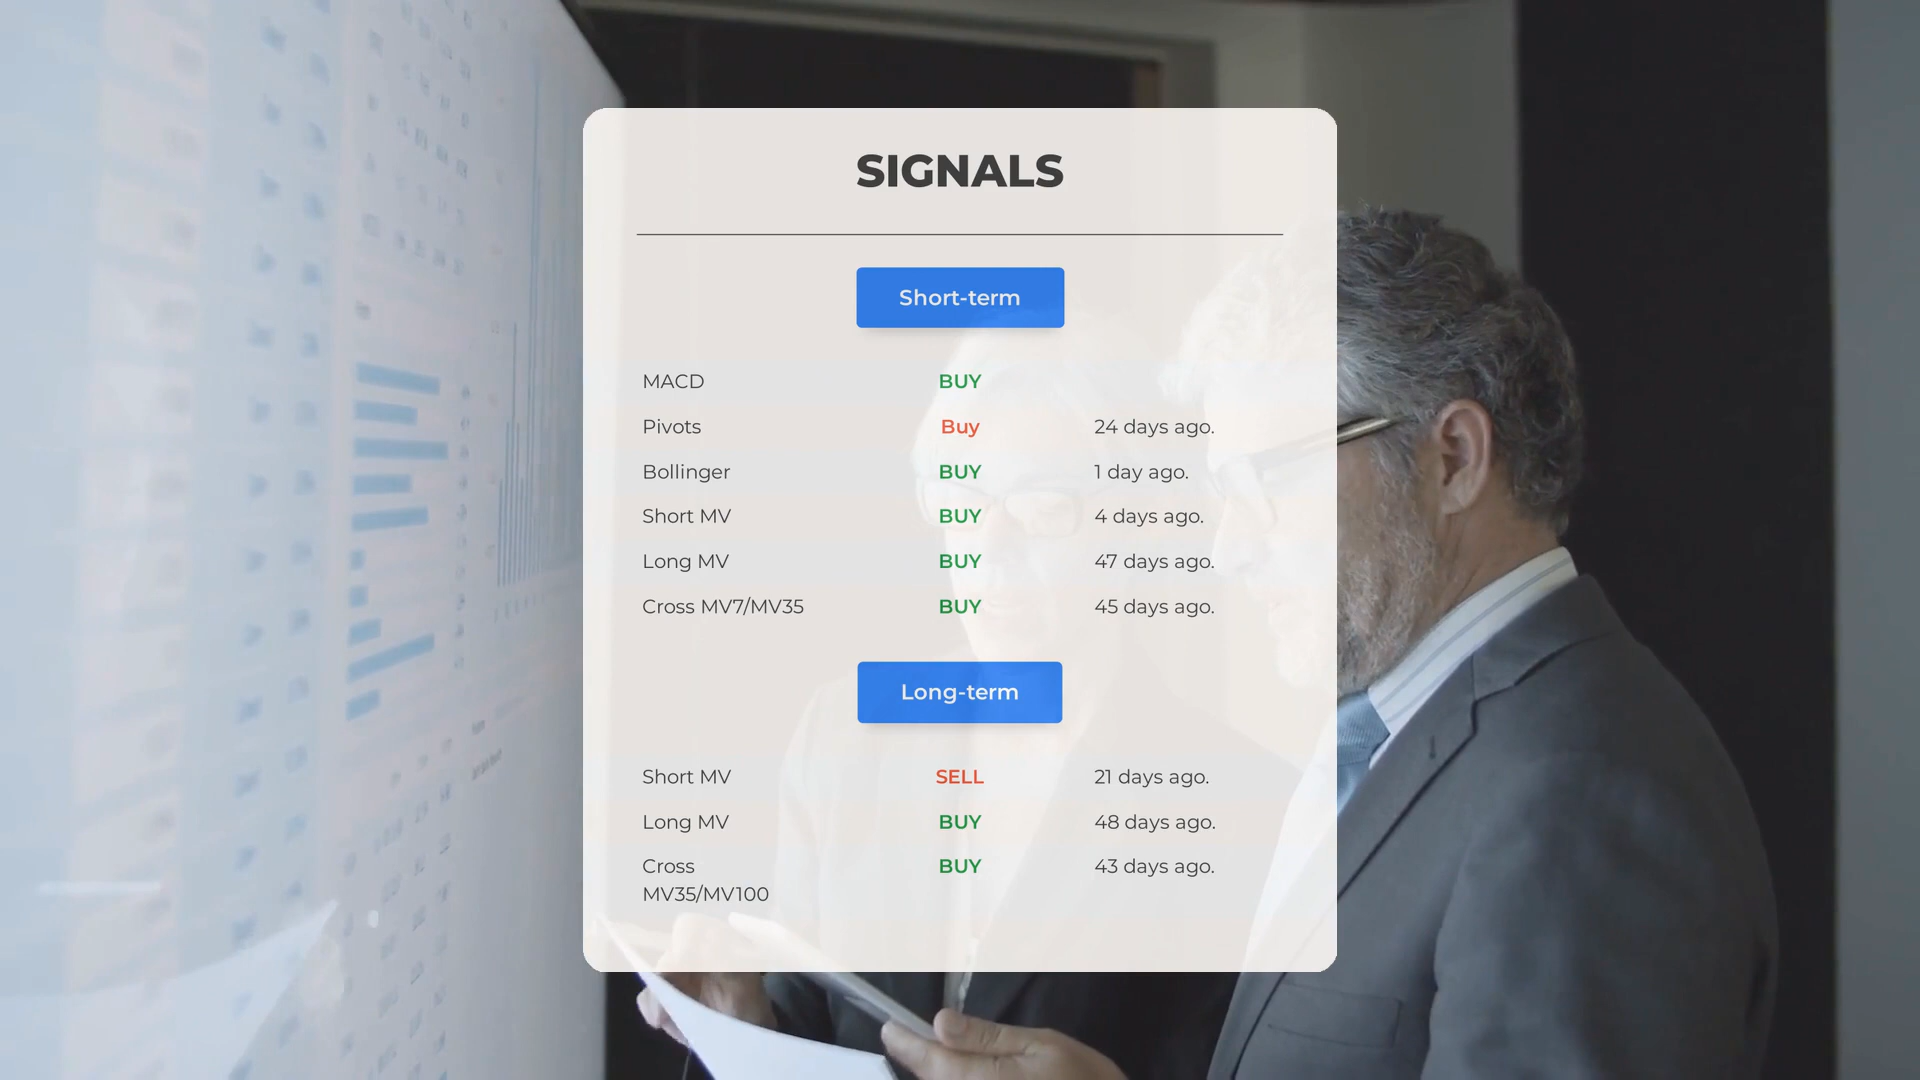 SIGNALS
Short-term
MACD BUY
Pivots Buy 24 days ago.
Bollinger BUY 1 day ago.
Short MV BUY 4 days ago.
Long MV BUY 47 days ago.
Cross MV7/MV35 BUY 45 days ago.
Long-term
Short MV SELL 21 days ago.
Long MV BUY 48 days ago.
Cross BUY 43 days ago.
MV35/MV100